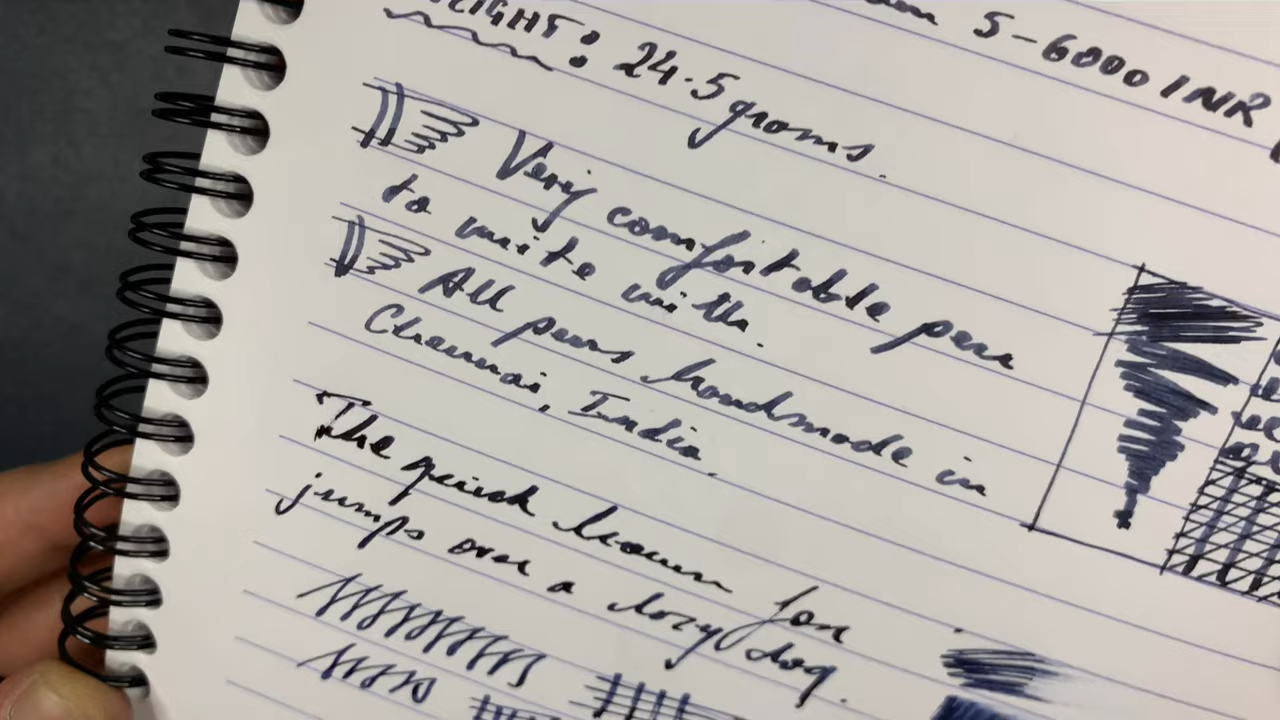 5-6000 INR
WEIGHT: 24.5 grams.
Very comfortable pen
to write with.
All pens handmade in
Chennai, India.
The quick brown fox
jumps over a lazy dog.